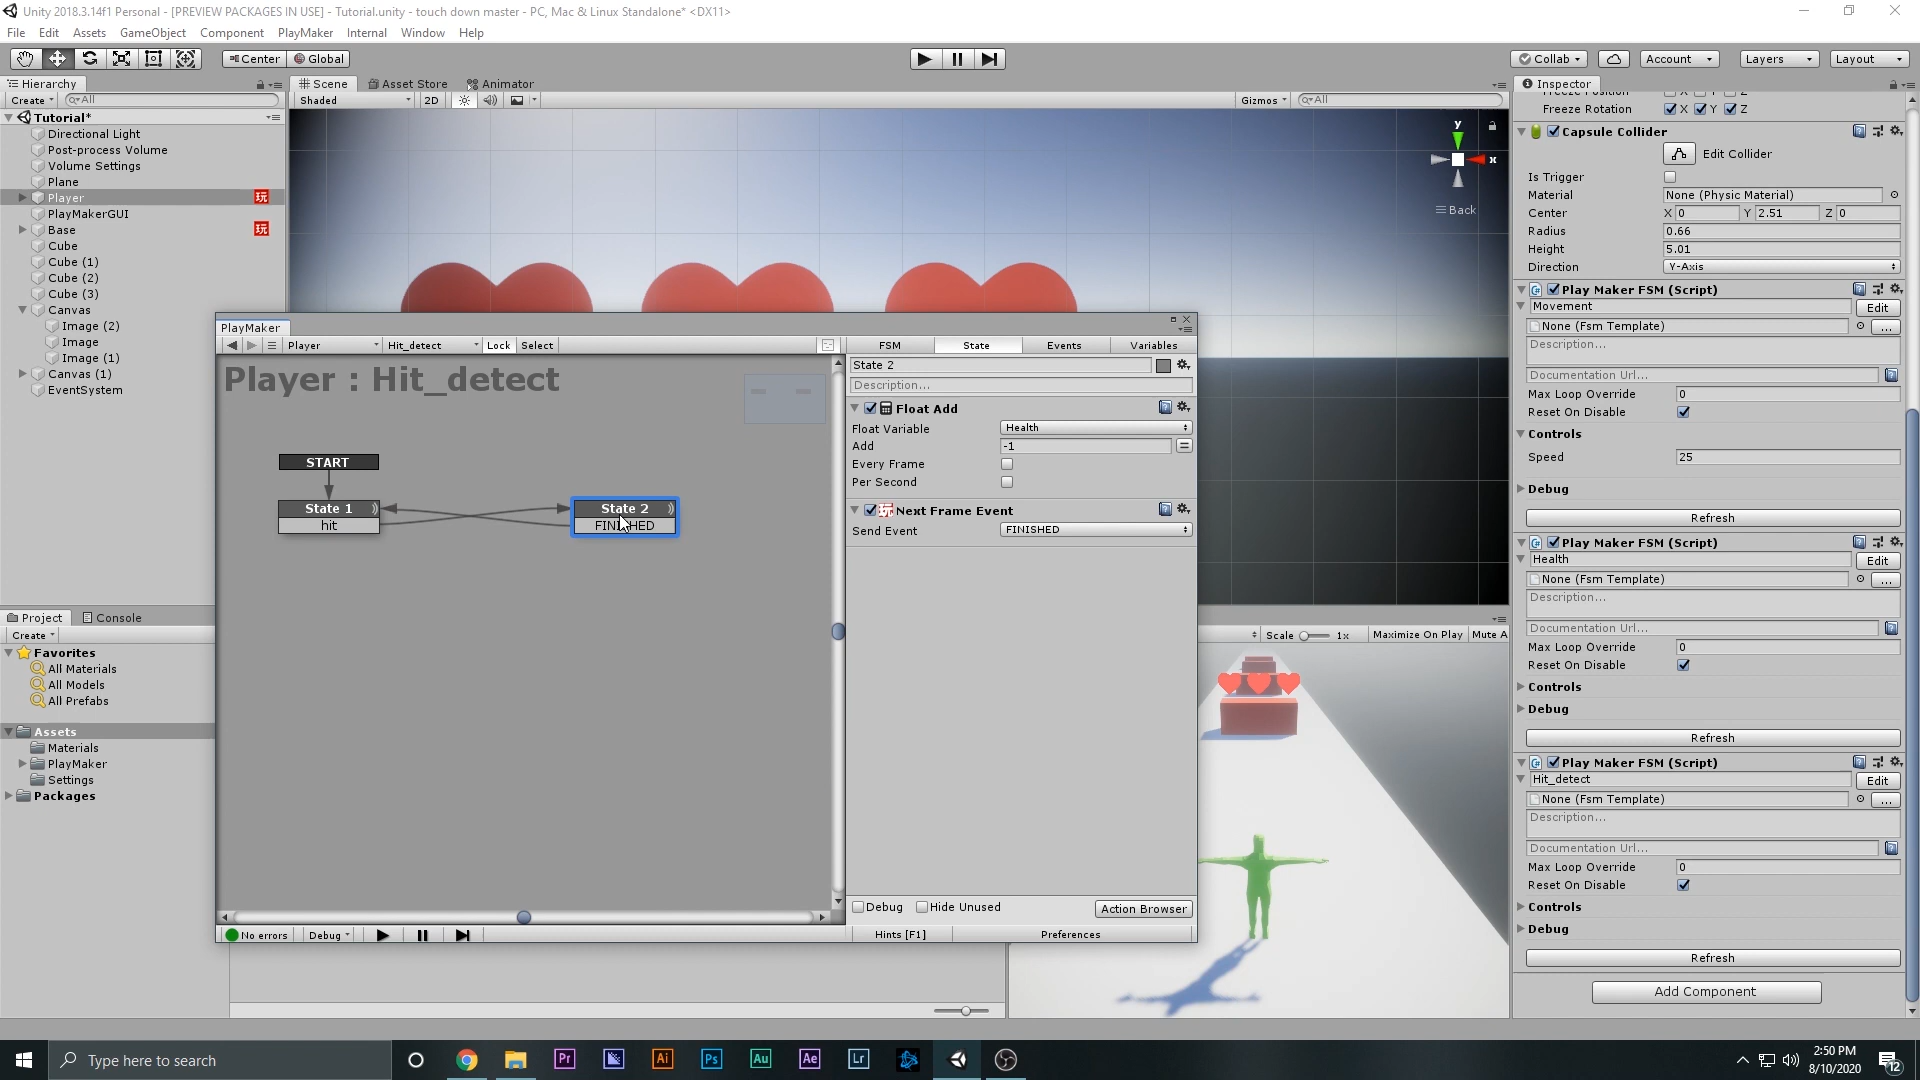 Unity 2018.3.14f1 Personal - [PREVIEW PACKAGES IN USE] - Tutorial.unity - touch down master - PC, Mac & Linux Standalone* <DX11>
File Edit Assets GameObject Component PlayMaker Internal Window Help
Center Global Collab Account Layers Layout
Hierarchy
Create All
Tutorial*
Directional Light
Post-process Volume
Volume Settings
Plane
Player
PlayMakerGUI
Base
Cube
Cube (1)
Cube (2)
Cube (3)
Canvas
Image (2)
Image
Image (1)
Canvas (1)
EventSystem
Scene Asset Store Animator
Shaded 2D Gizmos All
y
x
Back
PlayMaker
Player Hit_detect Lock Select
Player : Hit_detect
START
State 1
hit
State 2
FINISHED
No errors Debug
FSM State Events Variables
State 2
Description...
Float Add
Float Variable Health
Add -1
Every Frame
Per Second
Next Frame Event
Send Event FINISHED
Debug Hide Unused Action Browser
Hints [F1] Preferences
Project Console
Create
Favorites
All Materials
All Models
All Prefabs
Assets
Materials
PlayMaker
Settings
Packages
Scale 1x Maximize On Play Mute A
Inspector
Freeze Position X Y Z
Freeze Rotation X Y Z
Capsule Collider
Edit Collider
Is Trigger
Material None (Physic Material)
Center X 0 Y 2.51 Z 0
Radius 0.66
Height 5.01
Direction Y-Axis
Play Maker FSM (Script)
Movement Edit
None (Fsm Template) ...
Description...
Documentation Url...
Max Loop Override 0
Reset On Disable
Controls
Speed 25
Debug
Refresh
Play Maker FSM (Script)
Health Edit
None (Fsm Template) ...
Description...
Documentation Url...
Max Loop Override 0
Reset On Disable
Controls
Debug
Refresh
Play Maker FSM (Script)
Hit_detect Edit
None (Fsm Template) ...
Description...
Documentation Url...
Max Loop Override 0
Reset On Disable
Controls
Debug
Refresh
Add Component
Type here to search
Pr Ai Ps Au Ae Lr
2:50 PM
8/10/2020
12